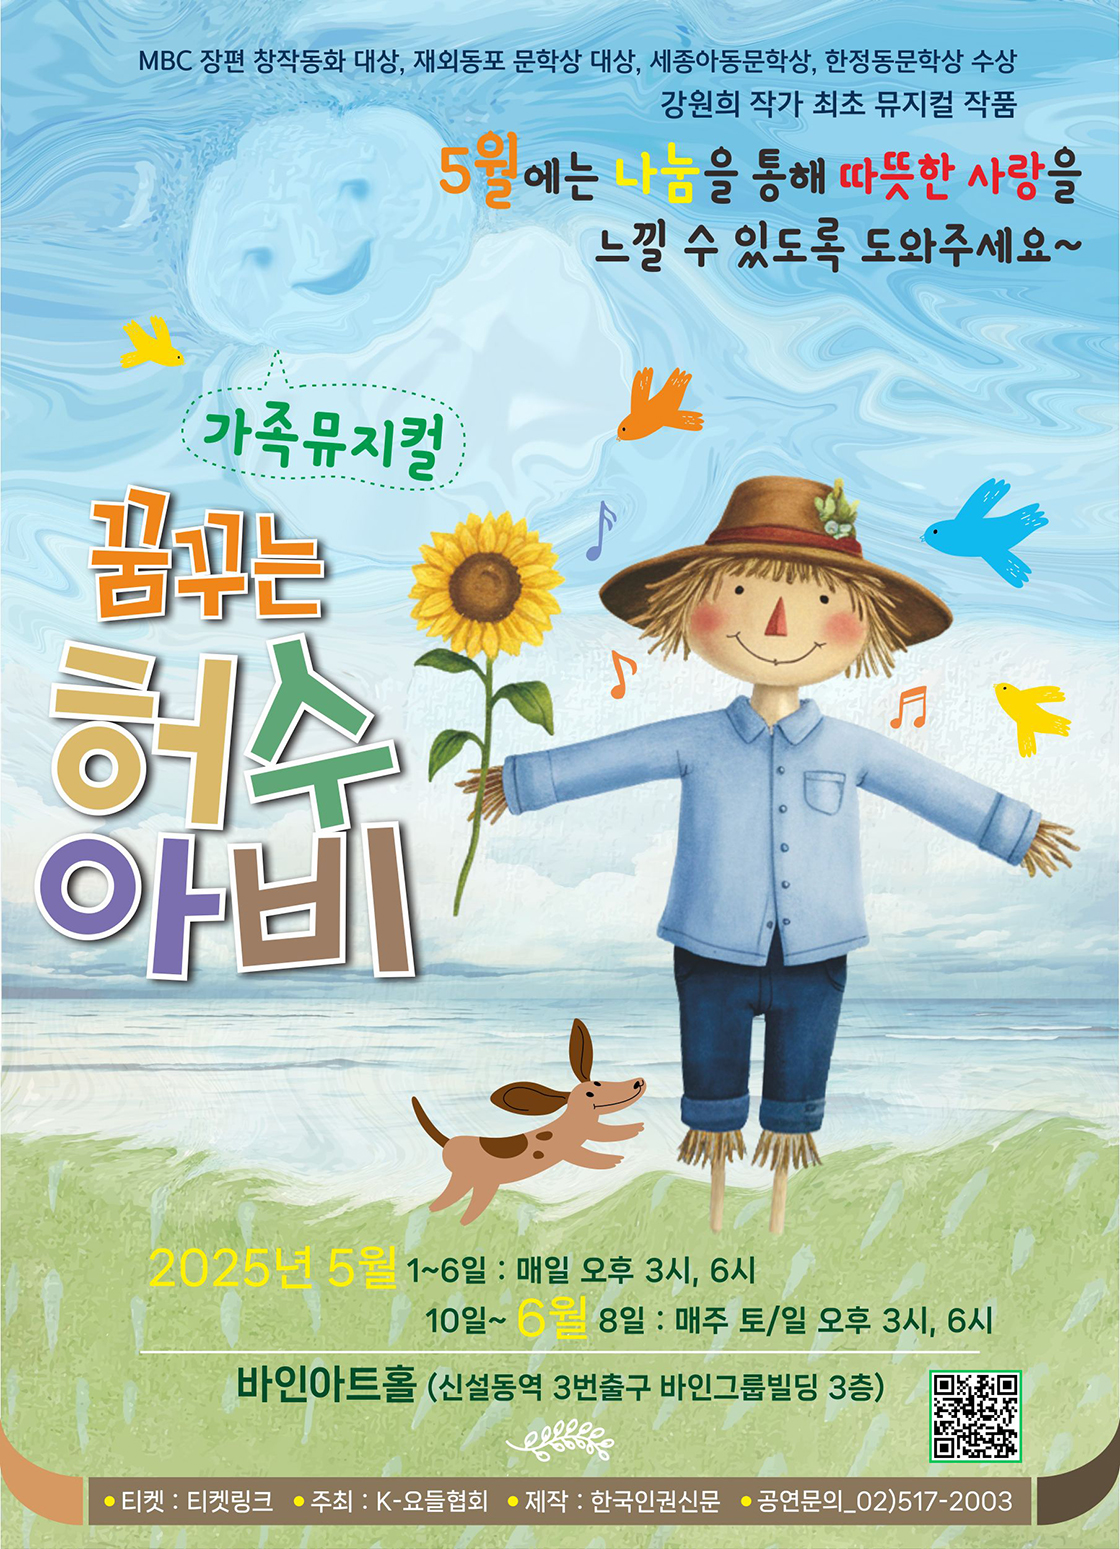 MBC 장편 창작동화 대상, 재외동포 문학상 대상, 세종아동문학상, 한정동문학상 수상
강원희 작가 최초 뮤지컬 작품
5월에는 나눔을 통해 따뜻한 사랑을
느낄 수 있도록 도와주세요~
가족뮤지컬
꿈꾸는
허수
아비
2025년 5월 1~6일 : 매일 오후 3시, 6시
10일~ 6월 8일 : 매주 토/일 오후 3시, 6시
바인아트홀 (신설동역 3번출구 바인그룹빌딩 3층)
●티켓 : 티켓링크 ●주최 : K-요들협회 ●제작 : 한국인권신문 ●공연문의_02)517-2003